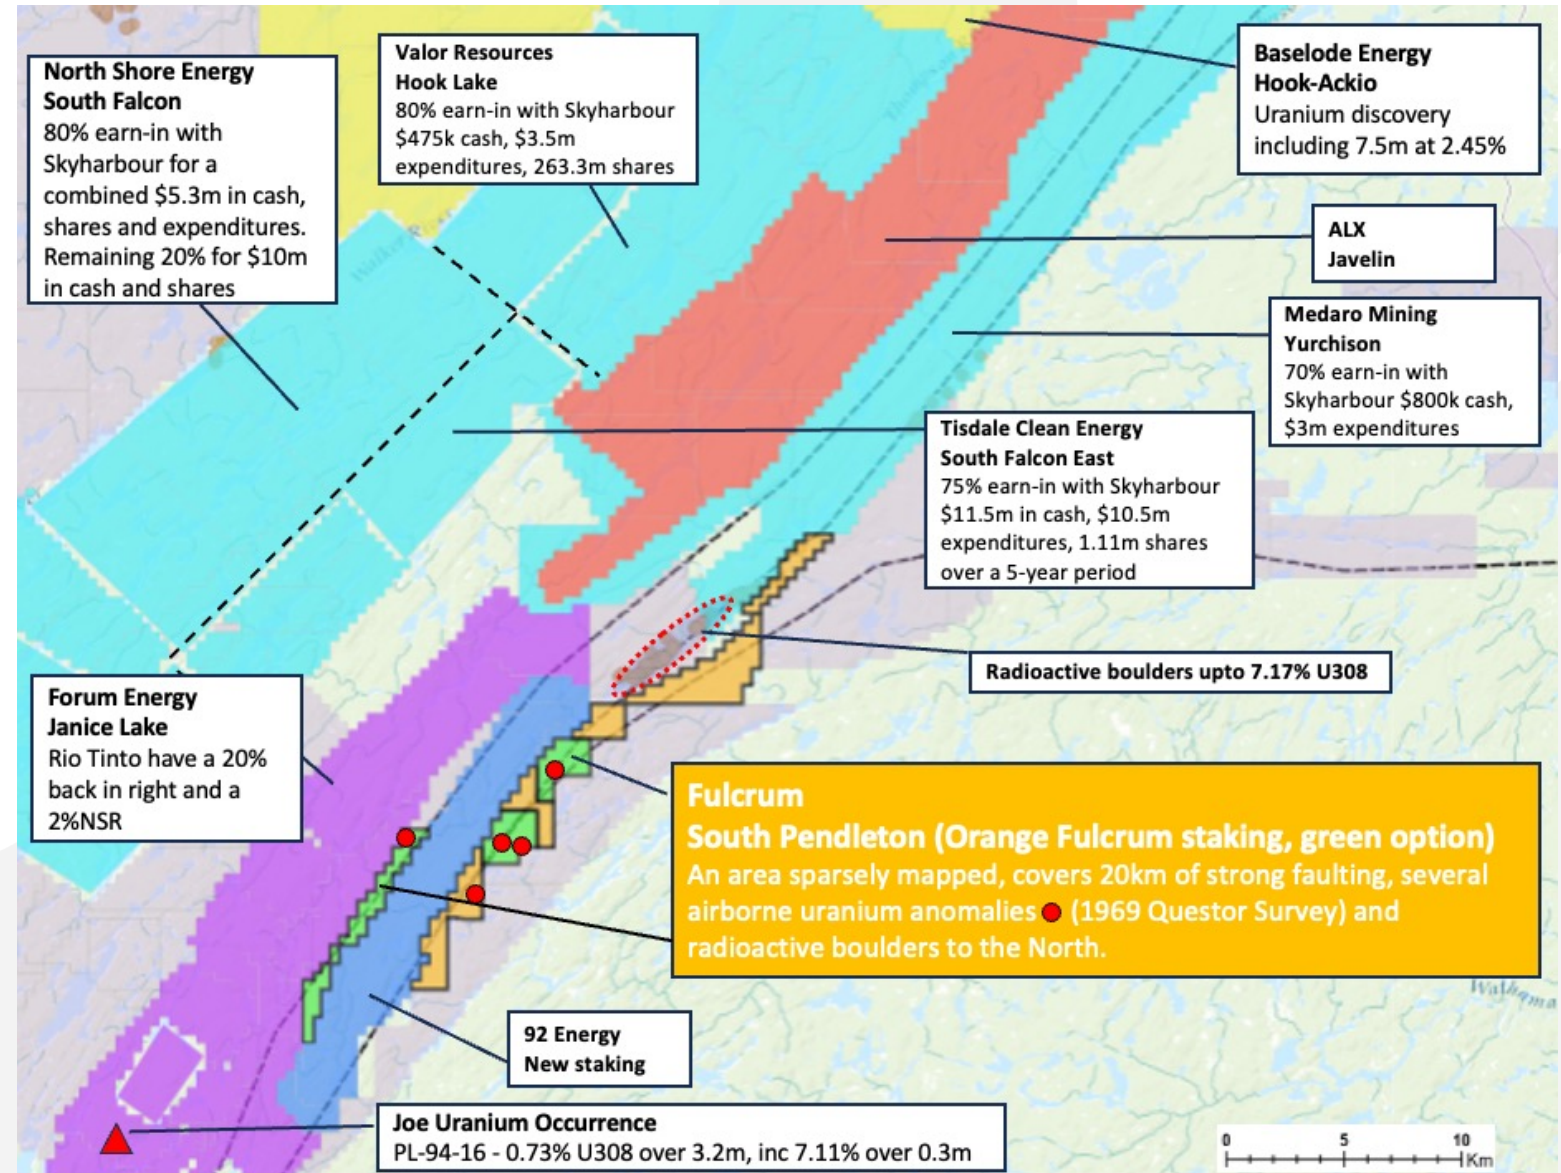 North Shore Energy
South Falcon
80% earn-in with
Skyharbour for a
combined $5.3m in cash,
shares and expenditures.
Remaining 20% for $10m
in cash and shares
Valor Resources
Hook Lake
80% earn-in with Skyharbour
$475k cash, $3.5m
expenditures, 263.3m shares
Baselode Energy
Hook-Ackio
Uranium discovery
including 7.5m at 2.45%
ALX
Javelin
Medaro Mining
Yurchison
70% earn-in with
Skyharbour $800k cash,
$3m expenditures
Tisdale Clean Energy
South Falcon East
75% earn-in with Skyharbour
$11.5m in cash, $10.5m
expenditures, 1.11m shares
over a 5-year period
Radioactive boulders upto 7.17% U308
Forum Energy
Janice Lake
Rio Tinto have a 20%
back in right and a
2%NSR
Fulcrum
South Pendleton (Orange Fulcrum staking, green option)
An area sparsely mapped, covers 20km of strong faulting, several
airborne uranium anomalies (1969 Questor Survey) and
radioactive boulders to the North.
92 Energy
New staking
Joe Uranium Occurrence
PL-94-16 - 0.73% U308 over 3.2m, inc 7.11% over 0.3m
Walker River
0 5 10
Km